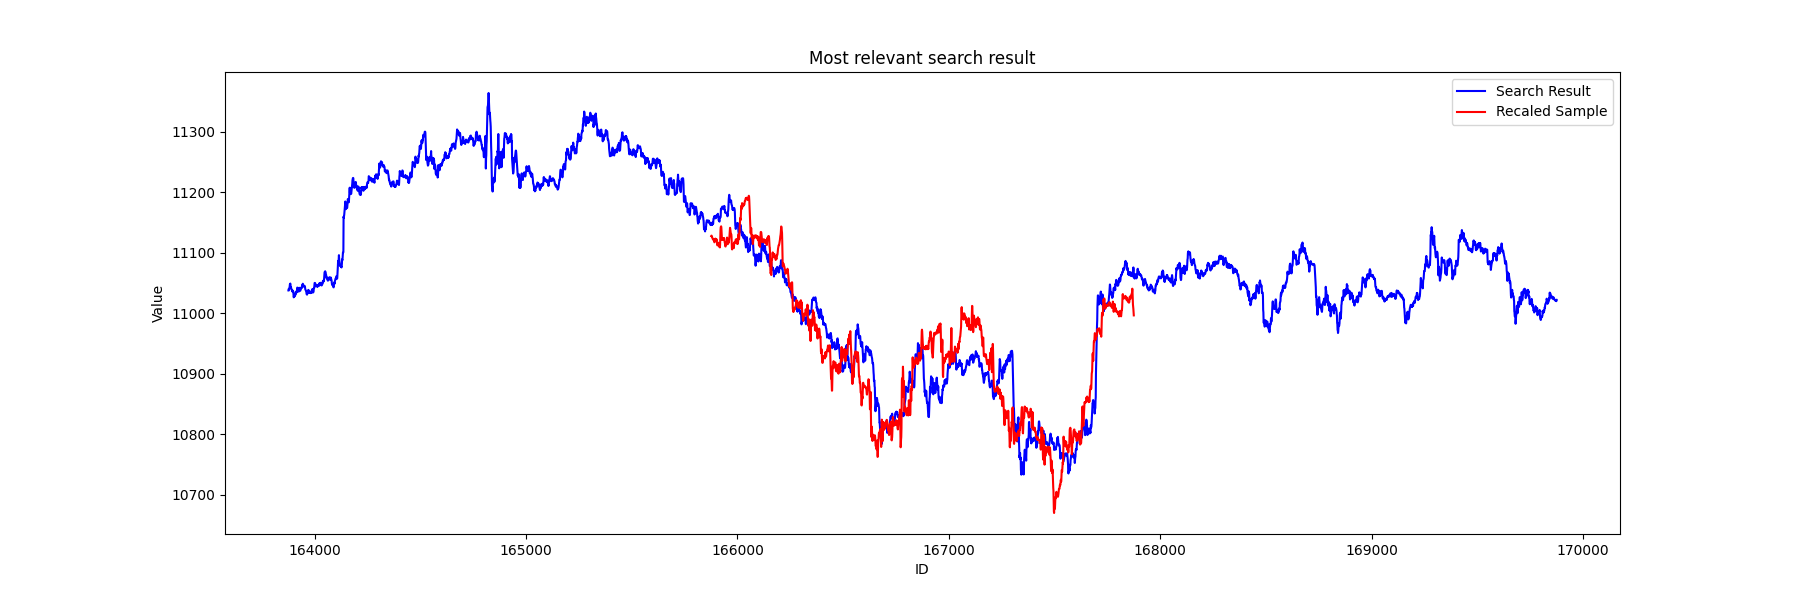 Most relevant search result
Search Result
Recaled Sample
Value
11300
11200
11100
11000
10900
10800
10700
164000 165000 166000 167000 168000 169000 170000
ID